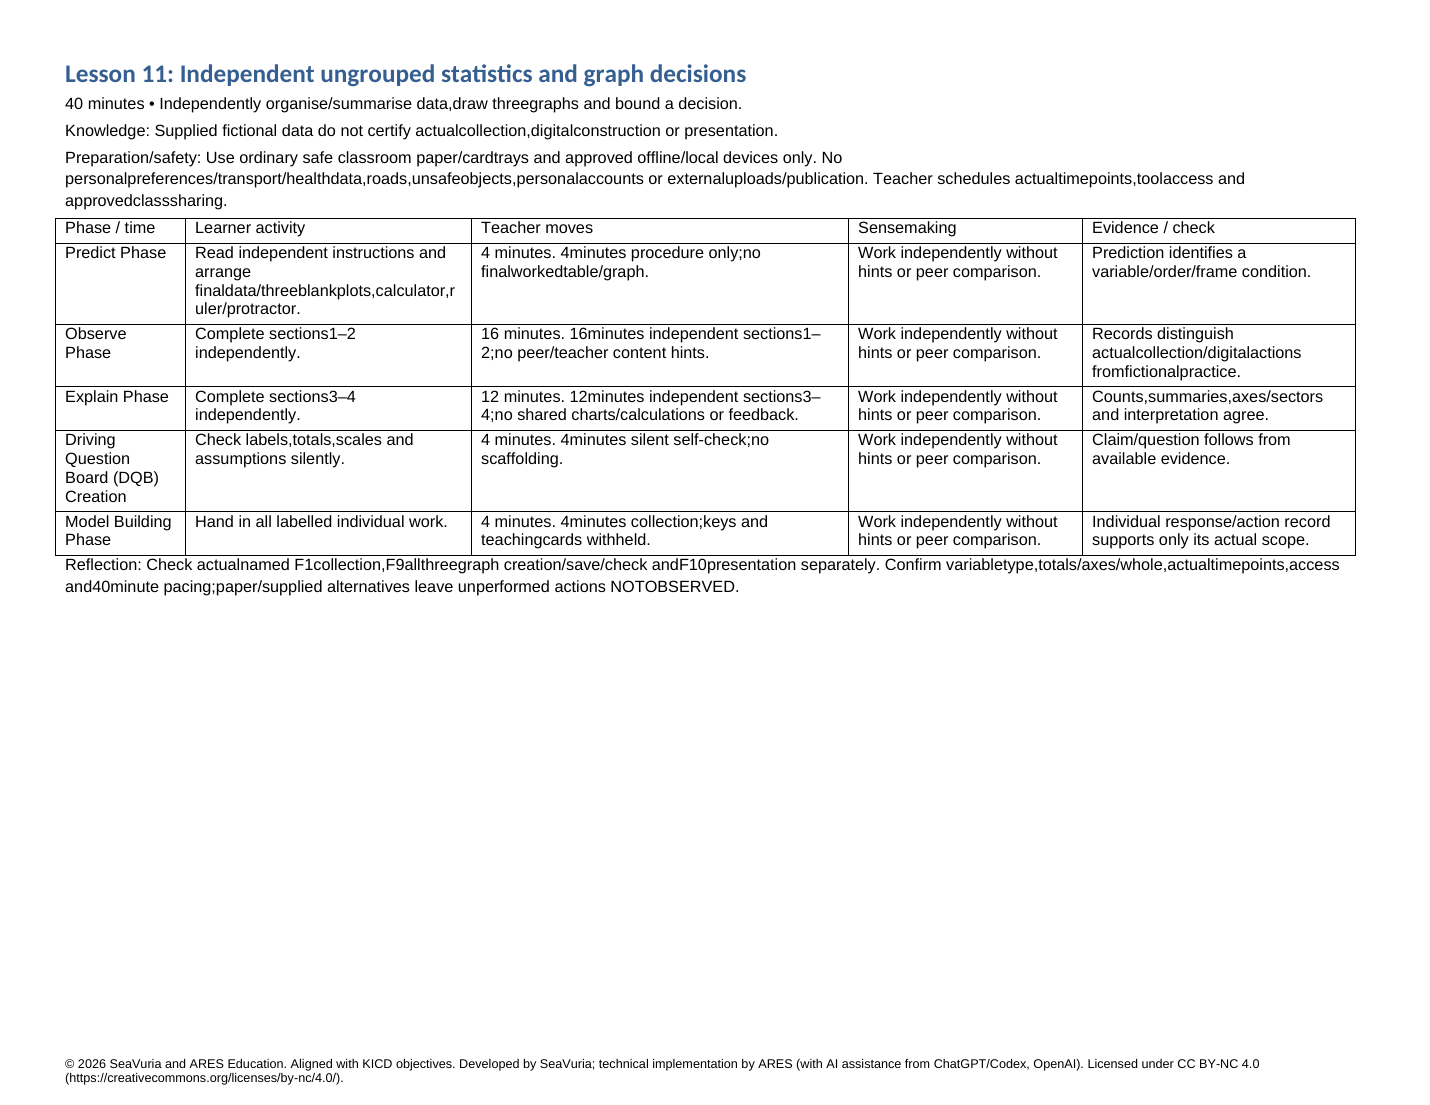 Lesson 11: Independent ungrouped statistics and graph decisions
40 minutes • Independently organise/summarise data,draw threegraphs and bound a decision.
Knowledge: Supplied fictional data do not certify actualcollection,digitalconstruction or presentation.
Preparation/safety: Use ordinary safe classroom paper/cardtrays and approved offline/local devices only. No
personalpreferences/transport/healthdata,roads,unsafeobjects,personalaccounts or externaluploads/publication. Teacher schedules actualtimepoints,toolaccess and
approvedclasssharing.
Phase / time
Learner activity
Teacher moves
Sensemaking
Evidence / check
Predict Phase
Read independent instructions and
arrange
finaldata/threeblankplots,calculator,r
uler/protractor.
4 minutes. 4minutes procedure only;no
finalworkedtable/graph.
Work independently without
hints or peer comparison.
Prediction identifies a
variable/order/frame condition.
Observe
Phase
Complete sections1–2
independently.
16 minutes. 16minutes independent sections1–
2;no peer/teacher content hints.
Work independently without
hints or peer comparison.
Records distinguish
actualcollection/digitalactions
fromfictionalpractice.
Explain Phase
Complete sections3–4
independently.
12 minutes. 12minutes independent sections3–
4;no shared charts/calculations or feedback.
Work independently without
hints or peer comparison.
Counts,summaries,axes/sectors
and interpretation agree.
Driving
Question
Board (DQB)
Creation
Check labels,totals,scales and
assumptions silently.
4 minutes. 4minutes silent self-check;no
scaffolding.
Work independently without
hints or peer comparison.
Claim/question follows from
available evidence.
Model Building
Phase
Hand in all labelled individual work.
4 minutes. 4minutes collection;keys and
teachingcards withheld.
Work independently without
hints or peer comparison.
Individual response/action record
supports only its actual scope.
Reflection: Check actualnamed F1collection,F9allthreegraph creation/save/check andF10presentation separately. Confirm variabletype,totals/axes/whole,actualtimepoints,access
and40minute pacing;paper/supplied alternatives leave unperformed actions NOTOBSERVED.
© 2026 SeaVuria and ARES Education. Aligned with KICD objectives. Developed by SeaVuria; technical implementation by ARES (with AI assistance from ChatGPT/Codex, OpenAI). Licensed under CC BY-NC 4.0
(https://creativecommons.org/licenses/by-nc/4.0/).